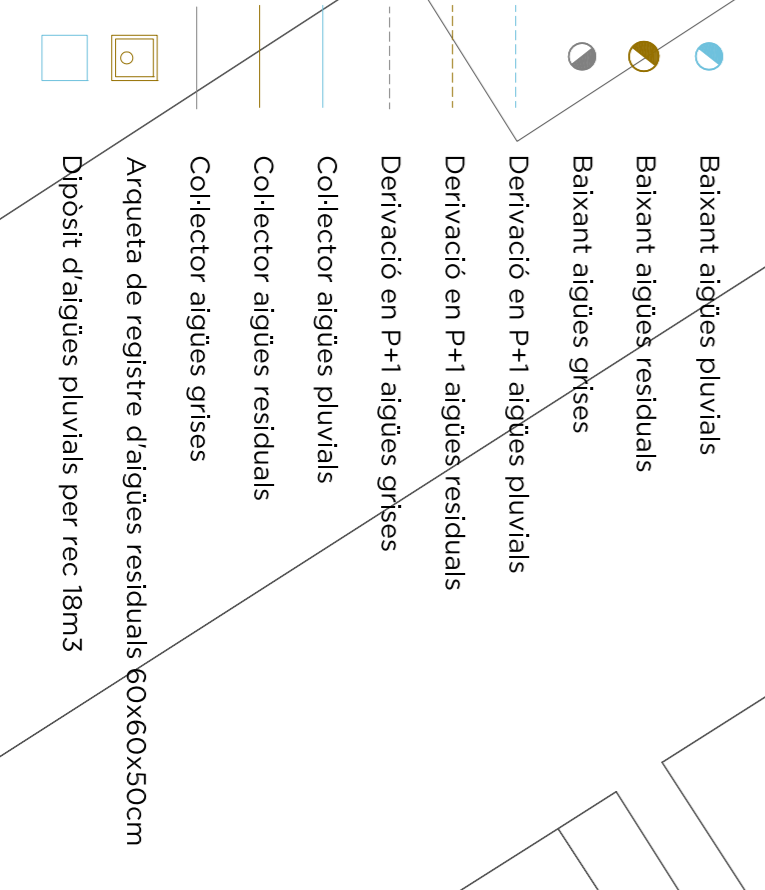 Baixant aigües pluvials
Baixant aigües residuals
Baixant aigües grises
Derivació en P+1 aigües pluvials
Derivació en P+1 aigües residuals
Derivació en P+1 aigües grises
Col·lector aigües pluvials
Col·lector aigües residuals
Col·lector aigües grises
Arqueta de registre d'aigües residuals 60x60x50cm
Dipòsit d'aigües pluvials per rec 18m3